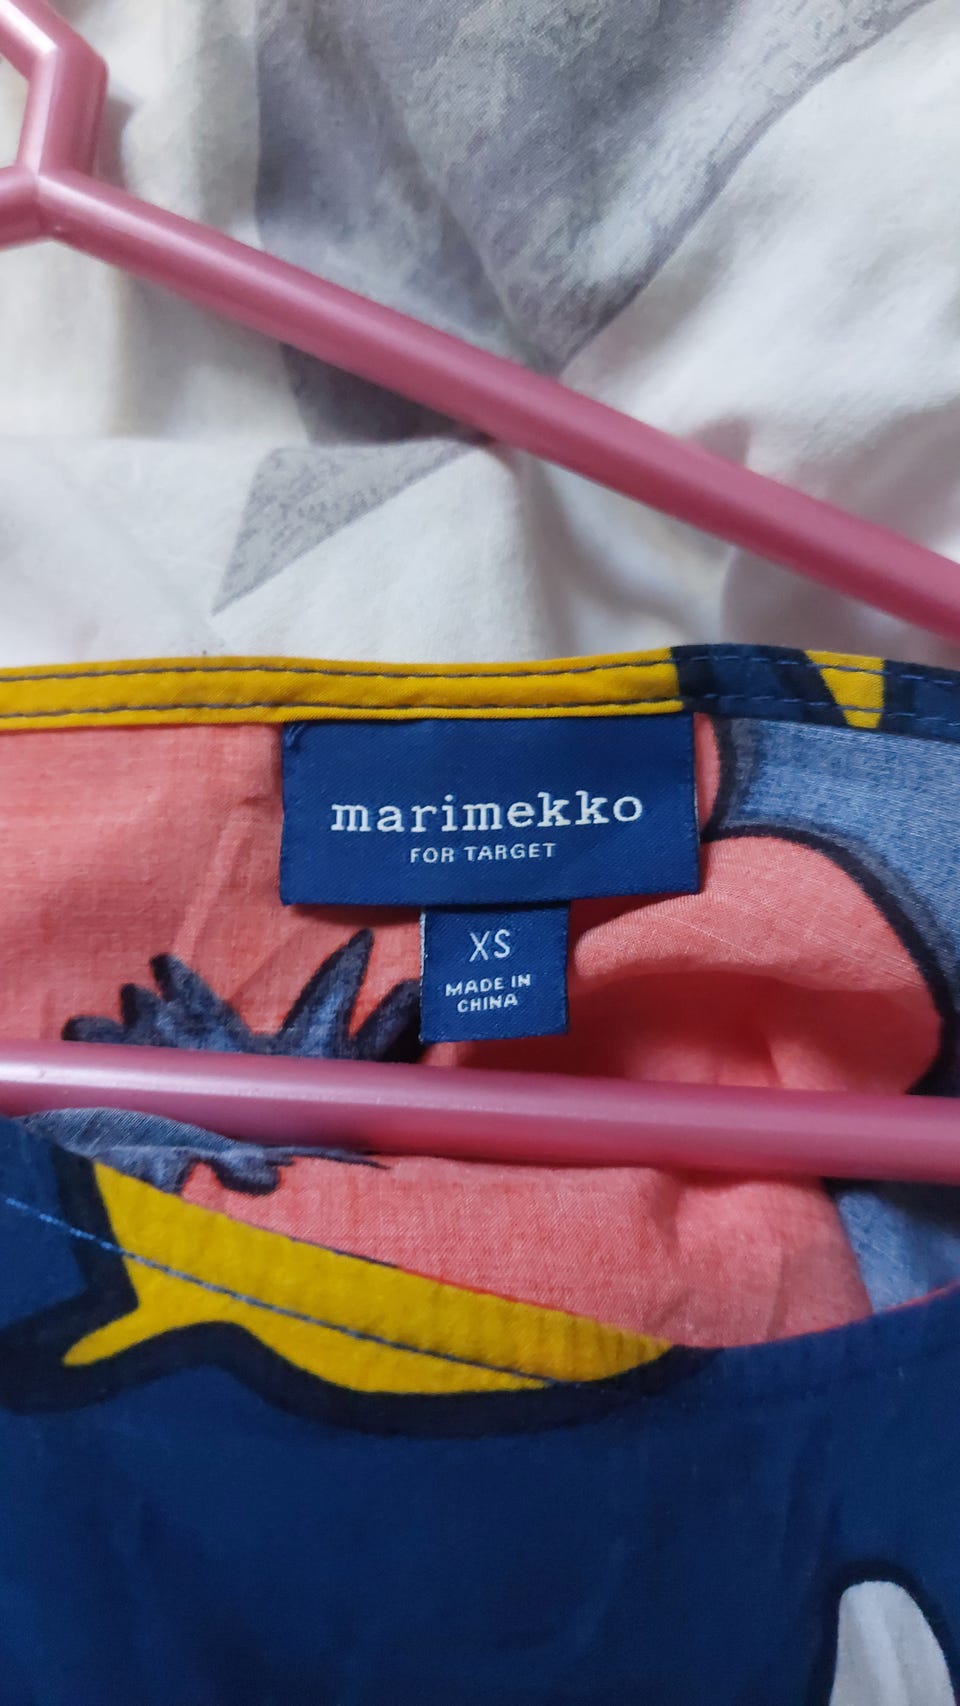 marimekko
FOR TARGET
XS
MADE IN
CHINA